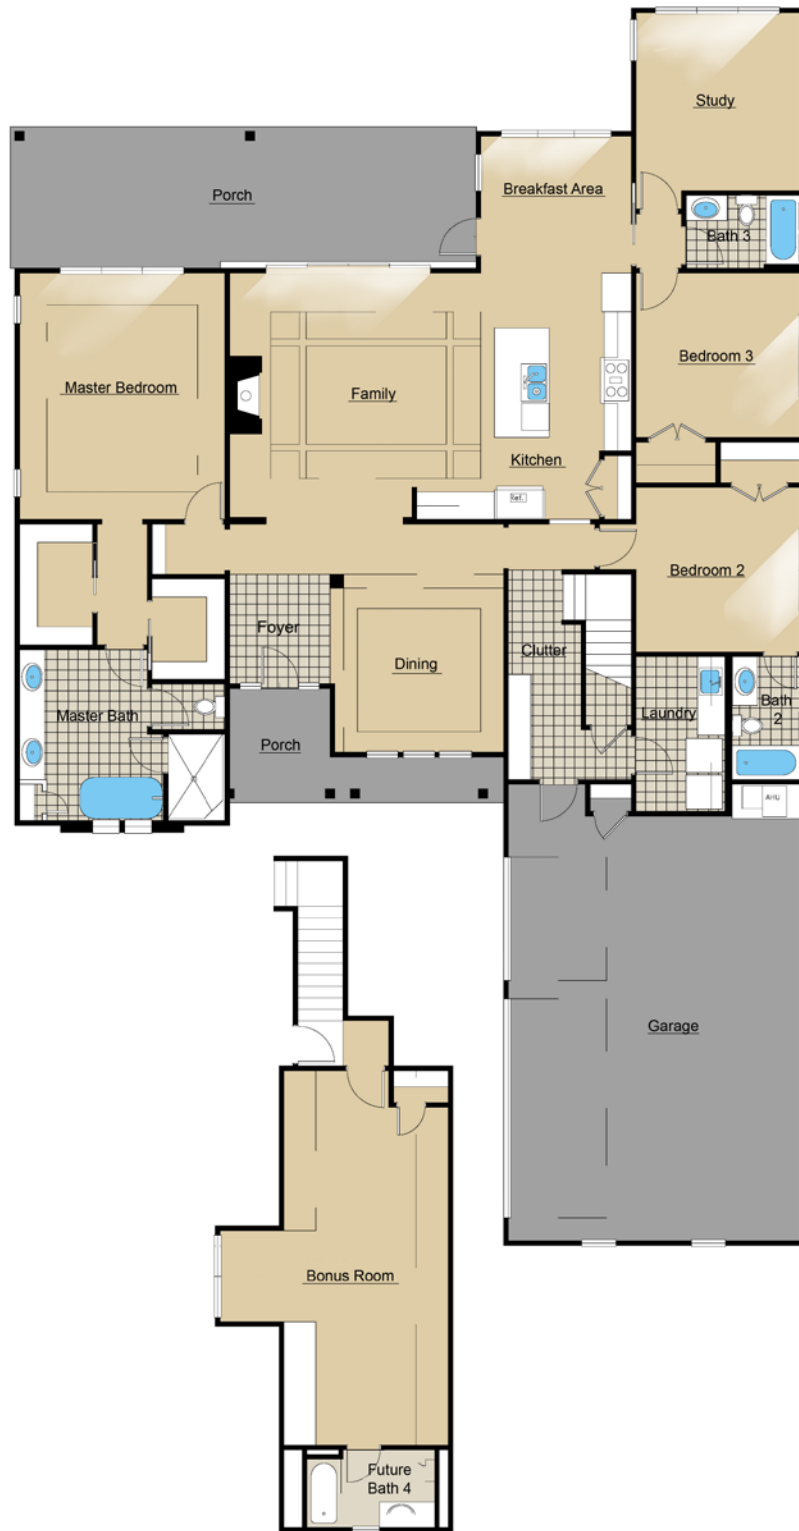 Study
Porch
Breakfast Area
Bath 3
Master Bedroom
Family
Bedroom 3
Kitchen
Ref.
Bedroom 2
Foyer
Clutter
Dining
Master Bath
Porch
Laundry
Bath
2
AHU
Garage
Bonus Room
Future
Bath 4